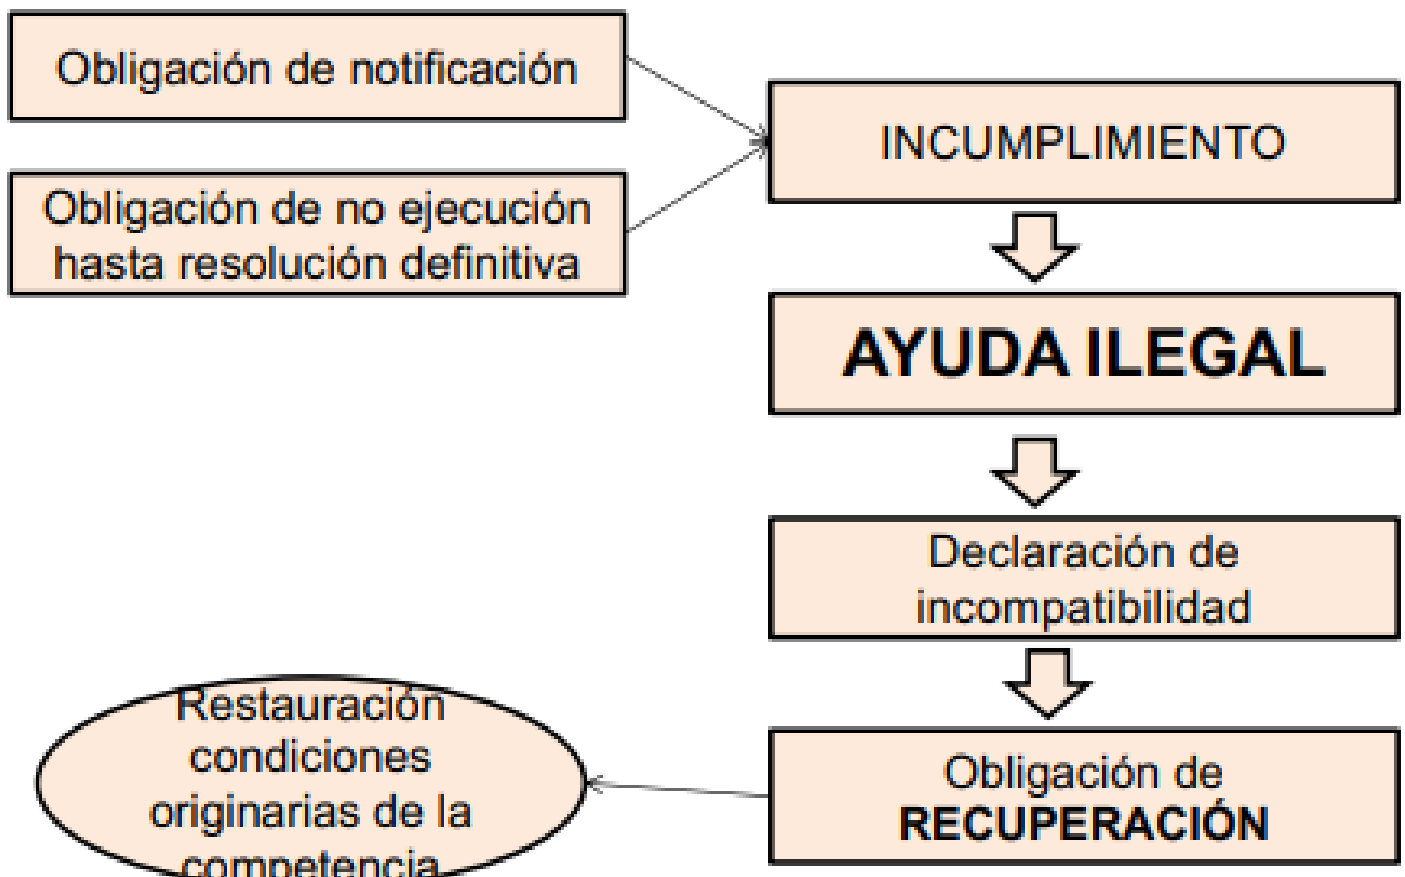 Obligación de notificación
Obligación de no ejecución
hasta resolución definitiva
INCUMPLIMIENTO
AYUDA ILEGAL
Declaración de
incompatibilidad
Obligación de
RECUPERACIÓN
Restauración
condiciones
originarias de la
competencia